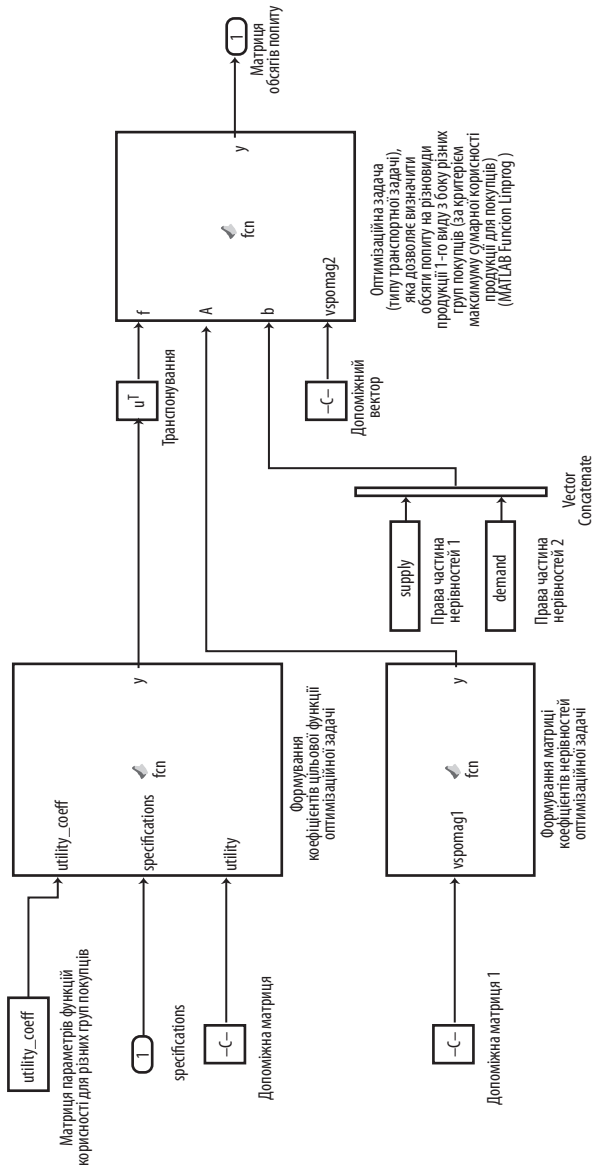 utility_coeff
Матриця параметрів функцій
корисності для різних груп покупців
1
specifications
–C–
Допоміжна матриця
utility_coeff
specifications
utility
fcn
y
Формування
коефіцієнтів цільової функції
оптимізаційної задачі
–C–
Допоміжна матриця 1
vspomag1
fcn
y
Формування матриці
коефіцієнтів нерівностей
оптимізаційної задачі
supply
Права частина
нерівностей 1
demand
Права частина
нерівностей 2
Vector
Concatenate
uT
Транспонування
–C–
Допоміжний
вектор
f
A
b
vspomag2
fcn
y
Оптимізаційна задача
(типу транспортної задачі),
яка дозволяє визначити
обсяги попиту на різновиди
продукції 1-го виду з боку різних
груп покупців (за критерієм
максимуму сумарної корисності
продукції для покупців)
(MATLAB Funcion Linprog )
1
Матриця
обсягів попиту